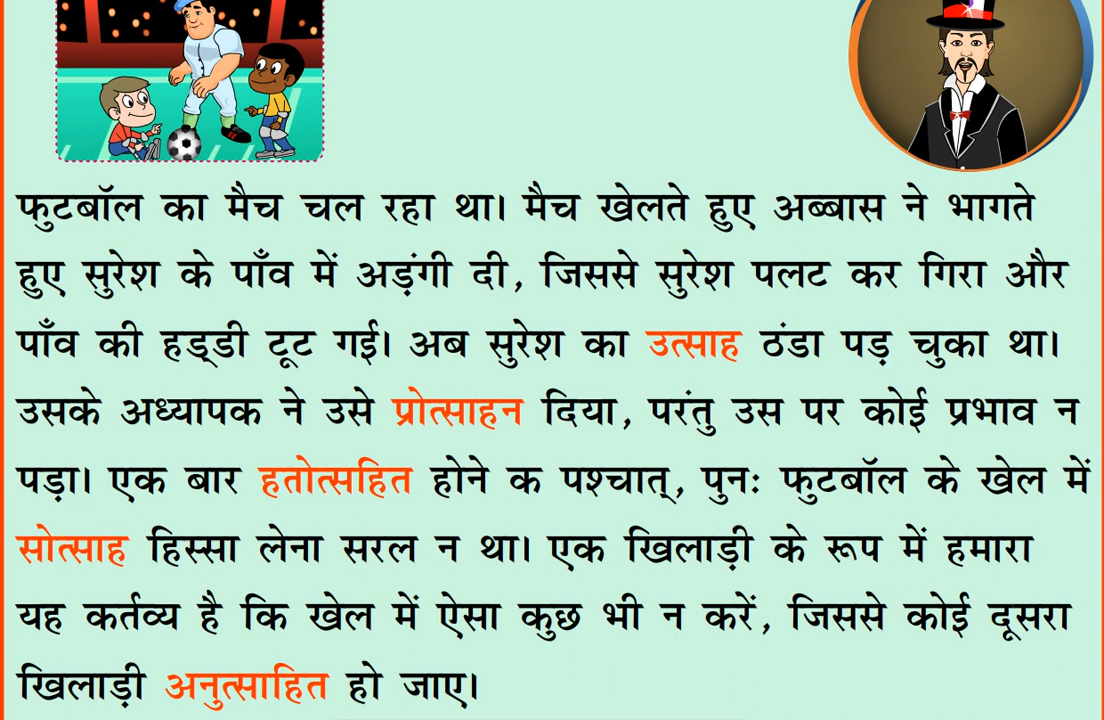 फुटबॉल का मैच चल रहा था। मैच खेलते हुए अब्बास ने भागते
हुए सुरेश के पाँव में अड़ंगी दी, जिससे सुरेश पलट कर गिरा और
पाँव की हड्डी टूट गई। अब सुरेश का उत्साह ठंडा पड़ चुका था।
उसके अध्यापक ने उसे प्रोत्साहन दिया, परंतु उस पर कोई प्रभाव न
पड़ा। एक बार हतोत्सहित होने क पश्चात्, पुनः फुटबॉल के खेल में
सोत्साह हिस्सा लेना सरल न था। एक खिलाड़ी के रूप में हमारा
यह कर्तव्य है कि खेल में ऐसा कुछ भी न करें, जिससे कोई दूसरा
खिलाड़ी अनुत्साहित हो जाए।